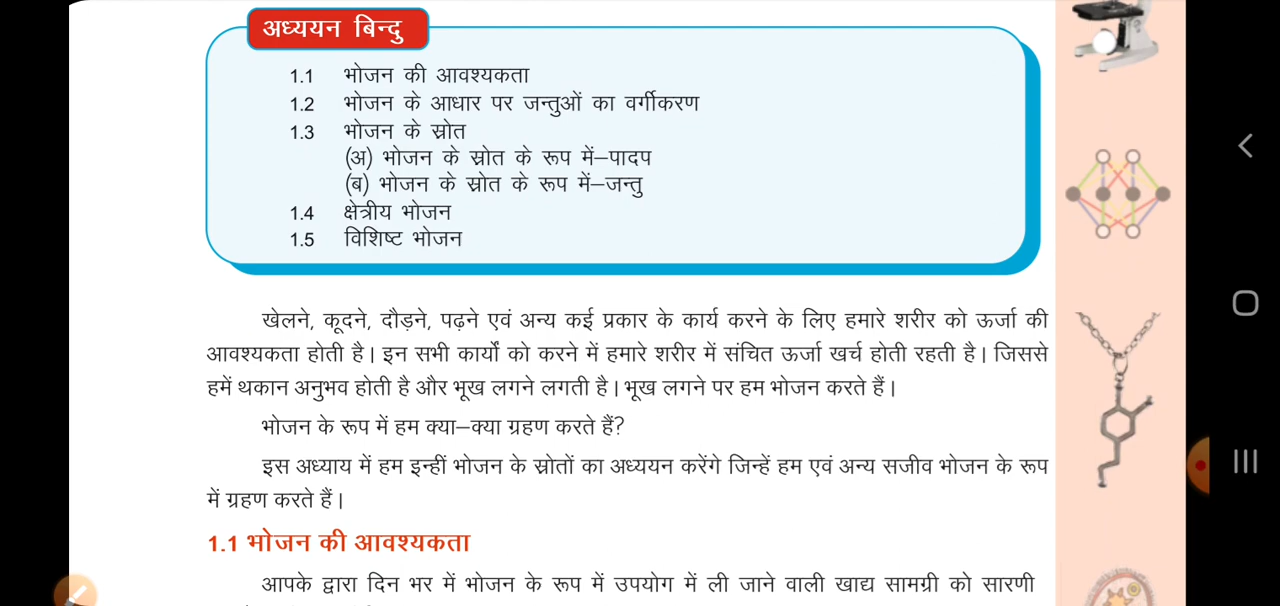 अध्ययन बिन्दु
1.1 भोजन की आवश्यकता
1.2 भोजन के आधार पर जन्तुओं का वर्गीकरण
1.3 भोजन के स्रोत
(अ) भोजन के स्रोत के रूप में–पादप
(ब) भोजन के स्रोत के रूप में–जन्तु
1.4 क्षेत्रीय भोजन
1.5 विशिष्ट भोजन
खेलने, कूदने, दौड़ने, पढ़ने एवं अन्य कई प्रकार के कार्य करने के लिए हमारे शरीर को ऊर्जा की
आवश्यकता होती है। इन सभी कार्यों को करने में हमारे शरीर में संचित ऊर्जा खर्च होती रहती है। जिससे
हमें थकान अनुभव होती है और भूख लगने लगती है। भूख लगने पर हम भोजन करते हैं।
भोजन के रूप में हम क्या–क्या ग्रहण करते हैं?
इस अध्याय में हम इन्हीं भोजन के स्रोतों का अध्ययन करेंगे जिन्हें हम एवं अन्य सजीव भोजन के रूप
में ग्रहण करते हैं।
1.1 भोजन की आवश्यकता
आपके द्वारा दिन भर में भोजन के रूप में उपयोग में ली जाने वाली खाद्य सामग्री को सारणी